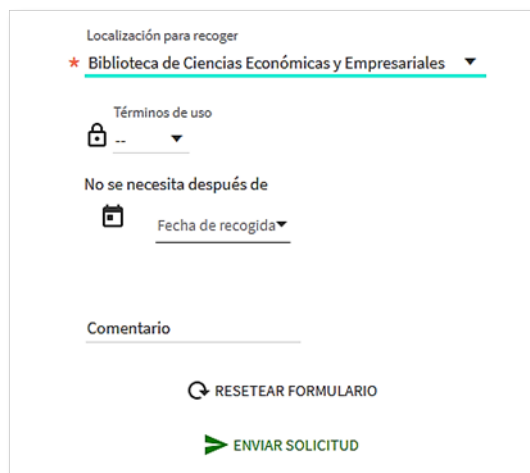 Localización para recoger
* Biblioteca de Ciencias Económicas y Empresariales
Términos de uso
--
No se necesita después de
Fecha de recogida
Comentario
RESETEAR FORMULARIO
ENVIAR SOLICITUD